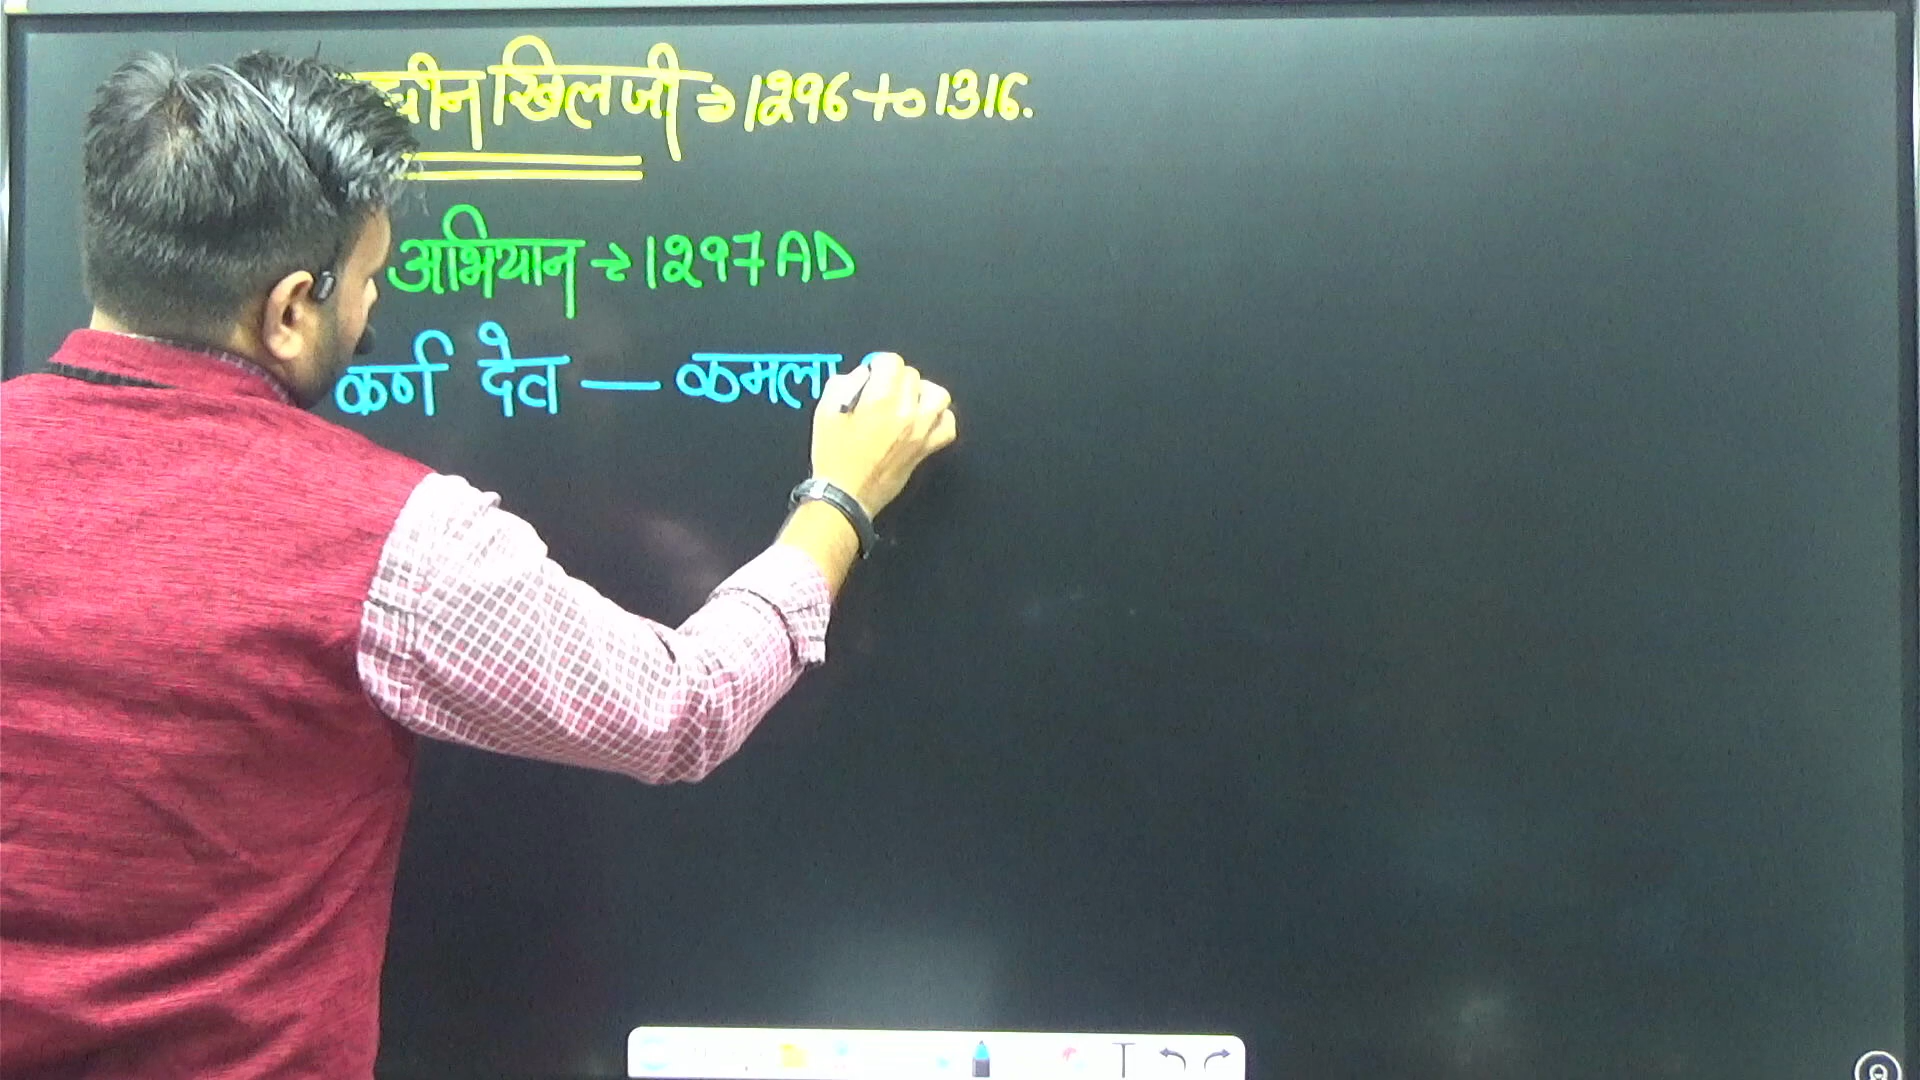 खिलजी ⇒ 1296 to 1316.
अभियान → 1297 AD
कर्ण देव — कमला
T